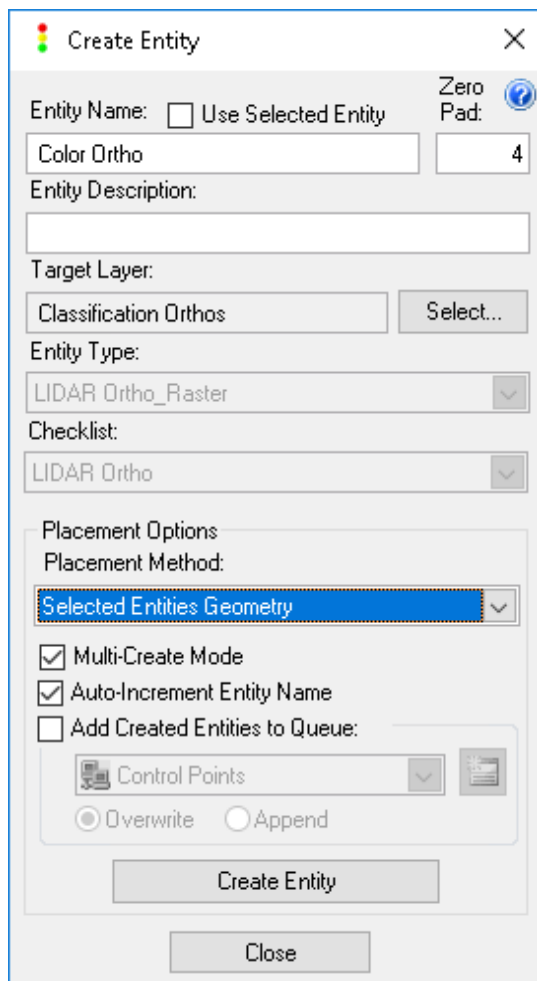 Create Entity
Entity Name: Use Selected Entity Zero Pad:
Color Ortho 4
Entity Description:
Target Layer:
Classification Orthos Select...
Entity Type:
LIDAR Ortho_Raster
Checklist:
LIDAR Ortho
Placement Options
Placement Method:
Selected Entities Geometry
Multi-Create Mode
Auto-Increment Entity Name
Add Created Entities to Queue:
Control Points
Overwrite Append
Create Entity
Close